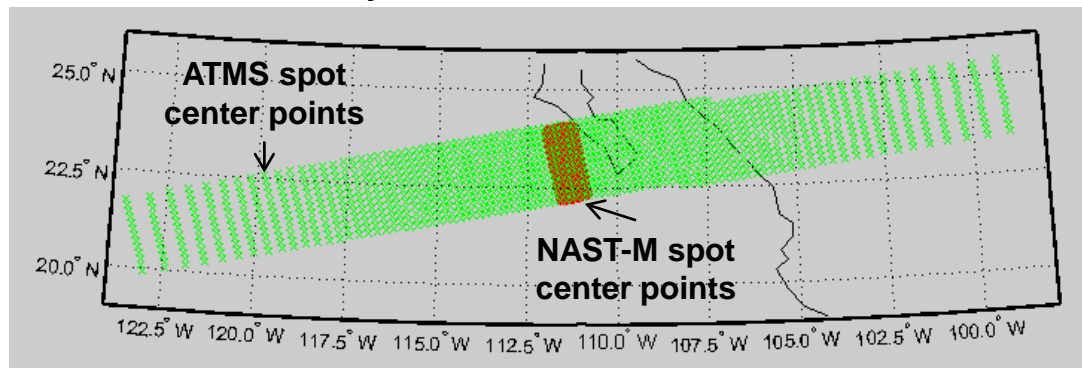 25.0° N
ATMS spot
center points
22.5° N
20.0° N
NAST-M spot
center points
122.5° W 120.0° W 117.5° W 115.0° W 112.5° W 110.0° W 107.5° W 105.0° W 102.5° W 100.0° W